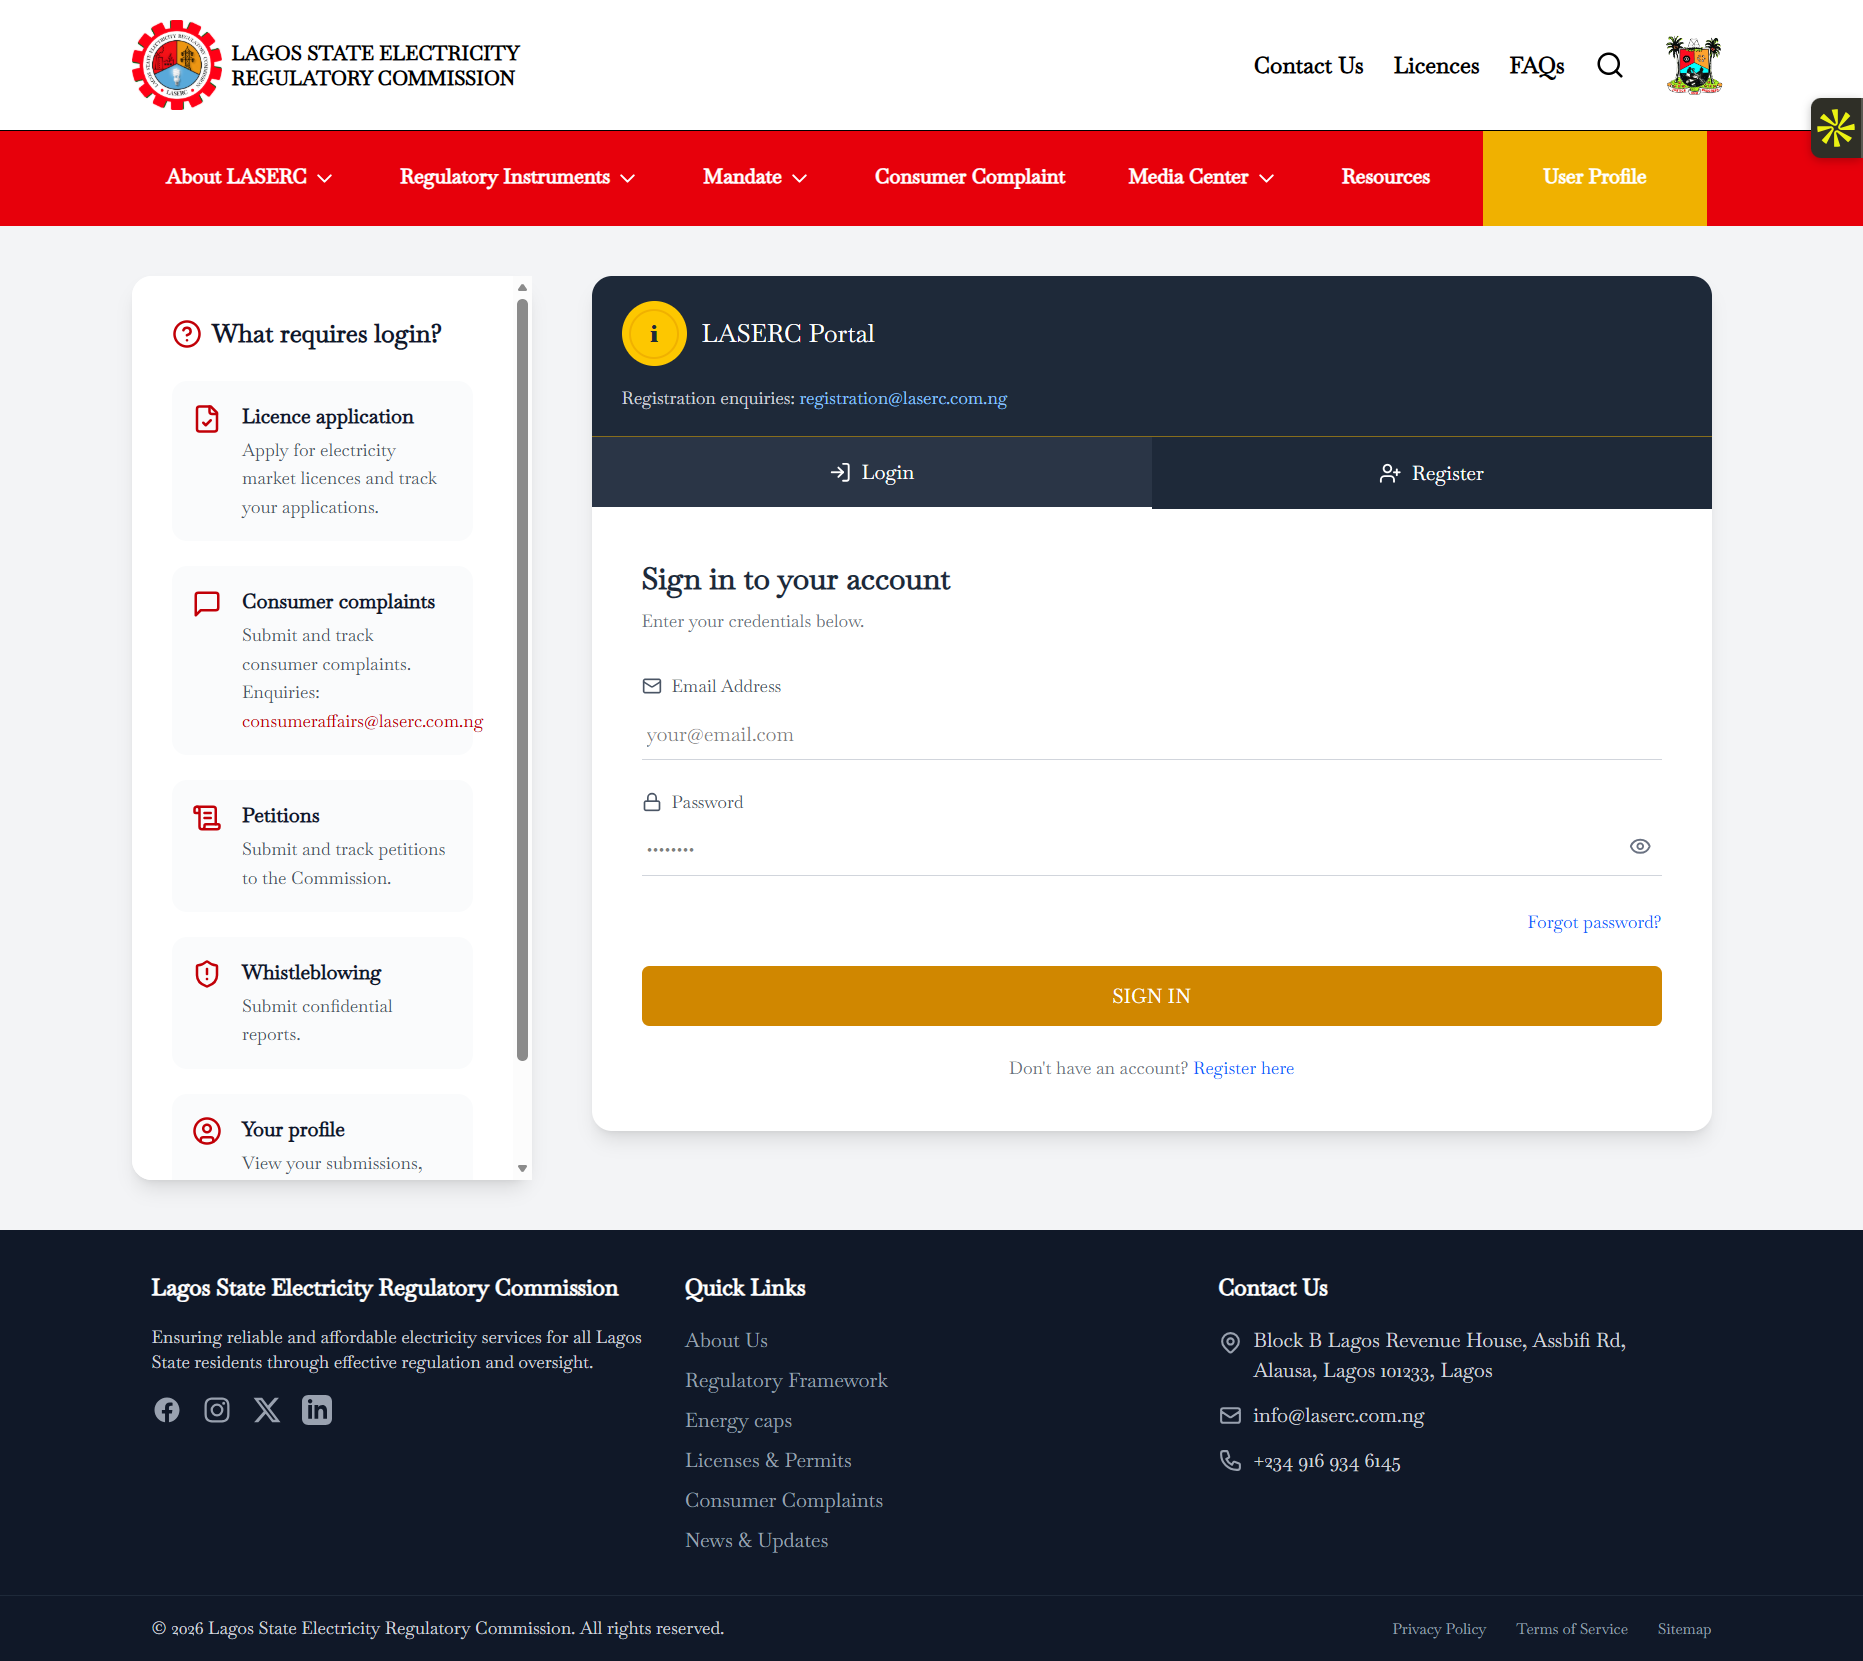 LAGOS STATE ELECTRICITY
REGULATORY COMMISSION
Contact Us
Licences
FAQs
About LASERC
Regulatory Instruments
Mandate
Consumer Complaint
Media Center
Resources
User Profile
What requires login?
Licence application
Apply for electricity
market licences and track
your applications.
Consumer complaints
Submit and track
consumer complaints.
Enquiries:
consumeraffairs@laserc.com.ng
Petitions
Submit and track petitions
to the Commission.
Whistleblowing
Submit confidential
reports.
Your profile
View your submissions,
i
LASERC Portal
Registration enquiries: registration@laserc.com.ng
Login
Register
Sign in to your account
Enter your credentials below.
Email Address
your@email.com
Password
••••••••
Forgot password?
SIGN IN
Don't have an account? Register here
Lagos State Electricity Regulatory Commission
Ensuring reliable and affordable electricity services for all Lagos
State residents through effective regulation and oversight.
Quick Links
About Us
Regulatory Framework
Energy caps
Licenses & Permits
Consumer Complaints
News & Updates
Contact Us
Block B Lagos Revenue House, Assbifi Rd,
Alausa, Lagos 101233, Lagos
info@laserc.com.ng
+234 916 934 6145
© 2026 Lagos State Electricity Regulatory Commission. All rights reserved.
Privacy Policy
Terms of Service
Sitemap